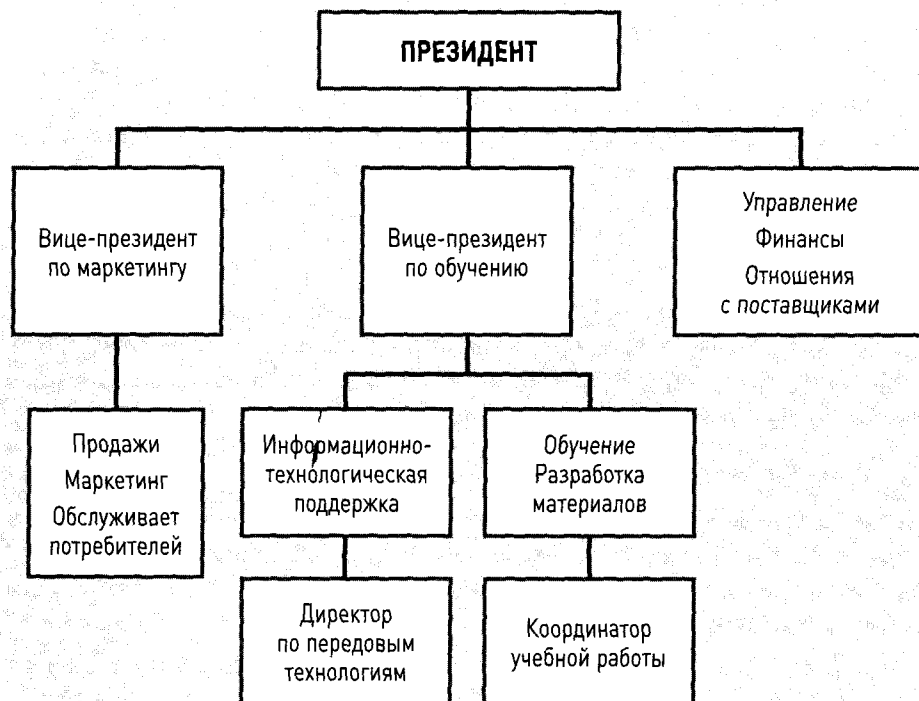 ПРЕЗИДЕНТ
Вице-президент
по маркетингу
Вице-президент
по обучению
Управление
Финансы
Отношения
с поставщиками
Продажи
Маркетинг
Обслуживает
потребителей
Информационно-
технологическая
поддержка
Обучение
Разработка
материалов
Директор
по передовым
технологиям
Координатор
учебной работы